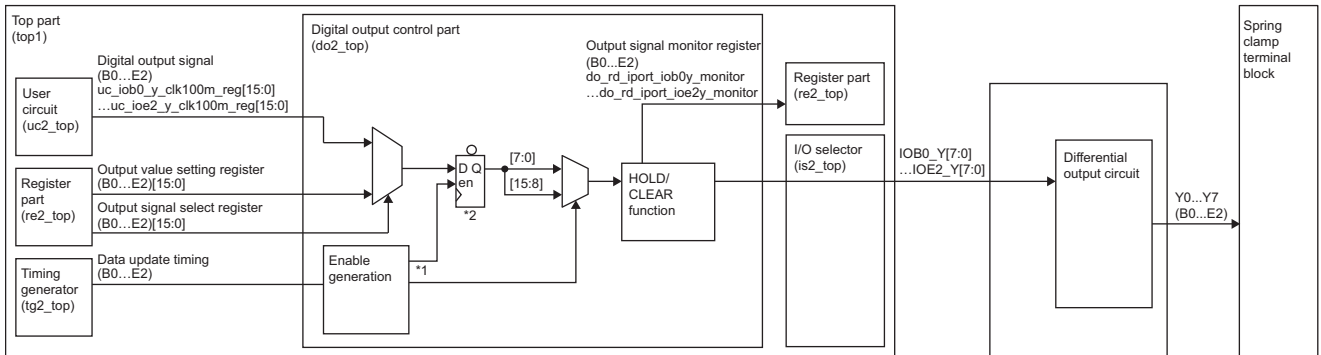 Top part
(top1)
Digital output control part
(do2_top)
Spring
clamp
terminal
block
Digital output signal
(B0…E2)
uc_iob0_y_clk100m_reg[15:0]
…uc_ioe2_y_clk100m_reg[15:0]
Output signal monitor register
(B0...E2)
do_rd_iport_iob0y_monitor
...do_rd_iport_ioe2y_monitor
User
circuit
(uc2_top)
Register part
(re2_top)
I/O selector
(is2_top)
IOB0_Y[7:0]
…IOE2_Y[7:0]
Differential
output circuit
Output value setting register
(B0…E2)[15:0]
Register
part
(re2_top)
Output signal select register
(B0…E2)[15:0]
D Q
en
*2
[7:0]
[15:8]
HOLD/
CLEAR
function
Y0...Y7
(B0...E2)
Data update timing
(B0…E2)
Timing
generator
(tg2_top)
Enable
generation
*1